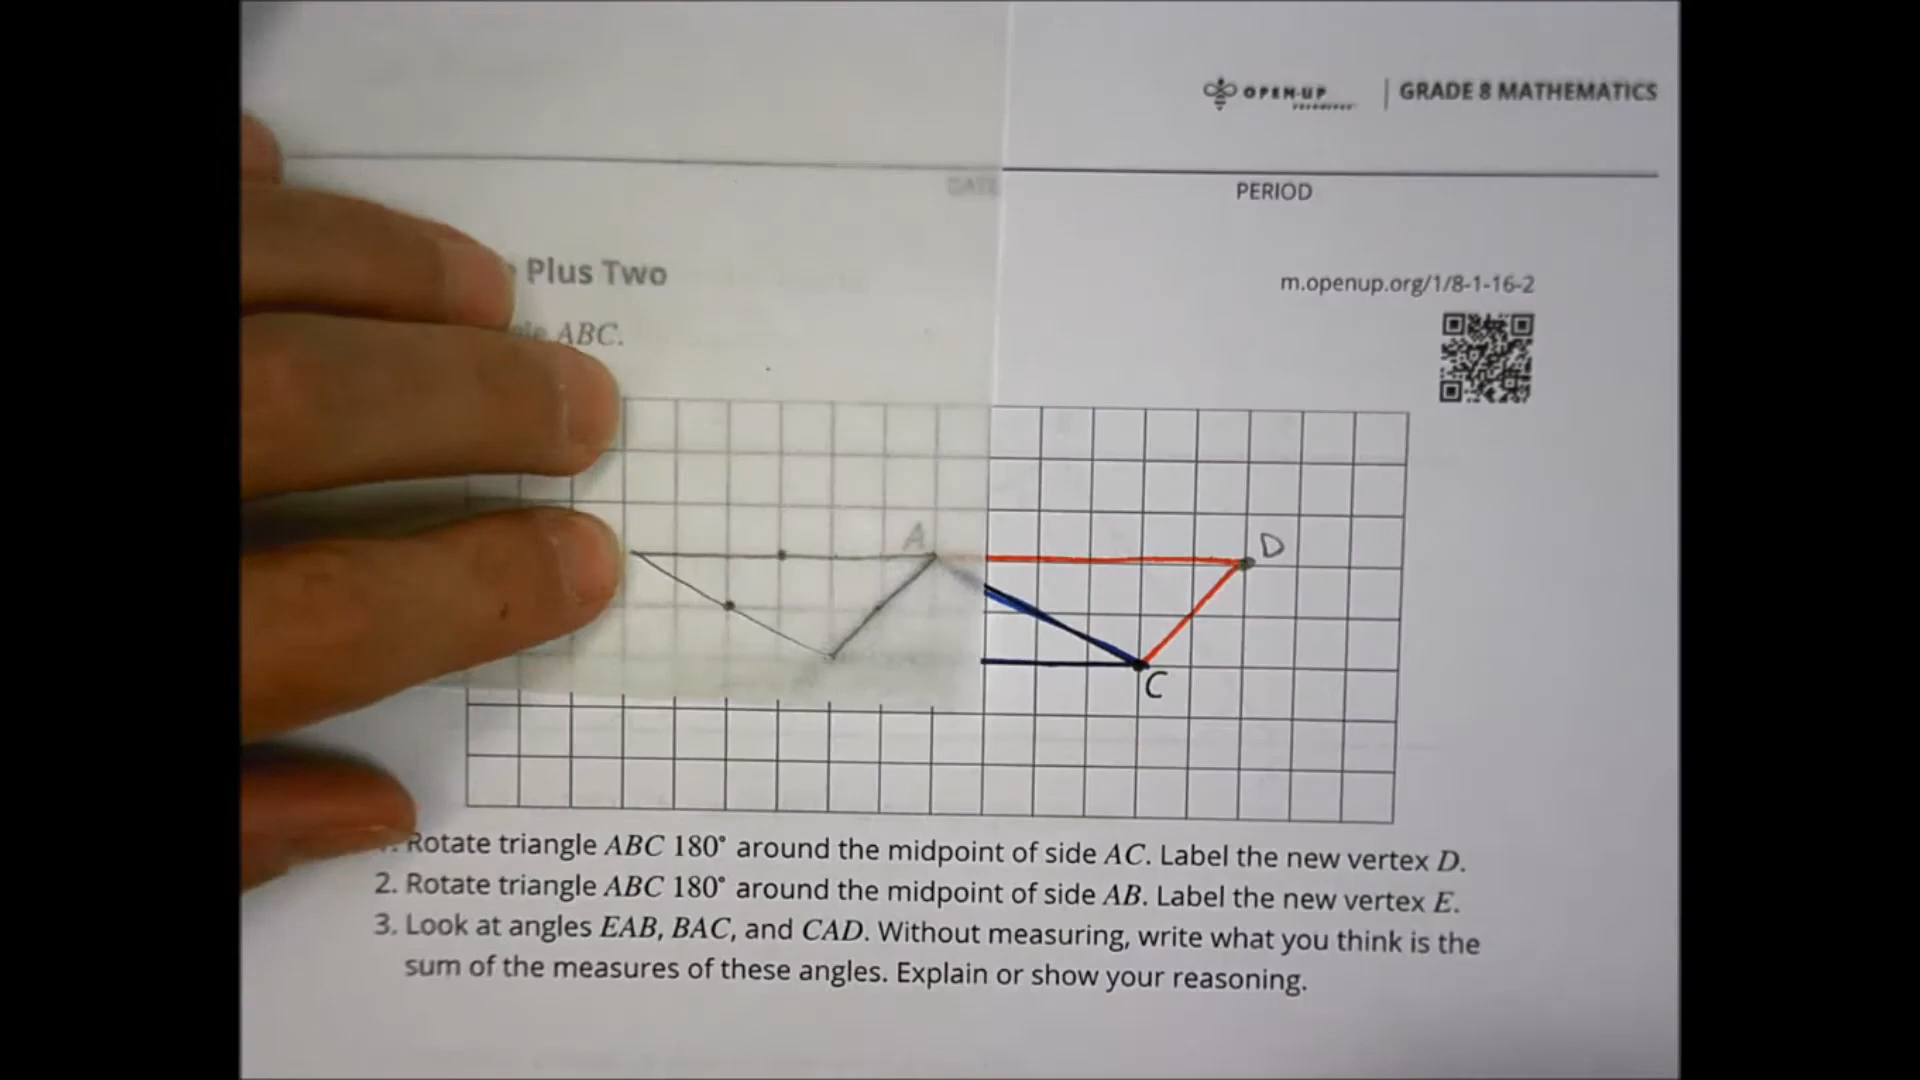 OPEN-UP | GRADE 8 MATHEMATICS
DATE PERIOD
Plus Two
m.openup.org/1/8-1-16-2
ABC.
A
D
C
Rotate triangle ABC 180° around the midpoint of side AC. Label the new vertex D.
2. Rotate triangle ABC 180° around the midpoint of side AB. Label the new vertex E.
3. Look at angles EAB, BAC, and CAD. Without measuring, write what you think is the
sum of the measures of these angles. Explain or show your reasoning.